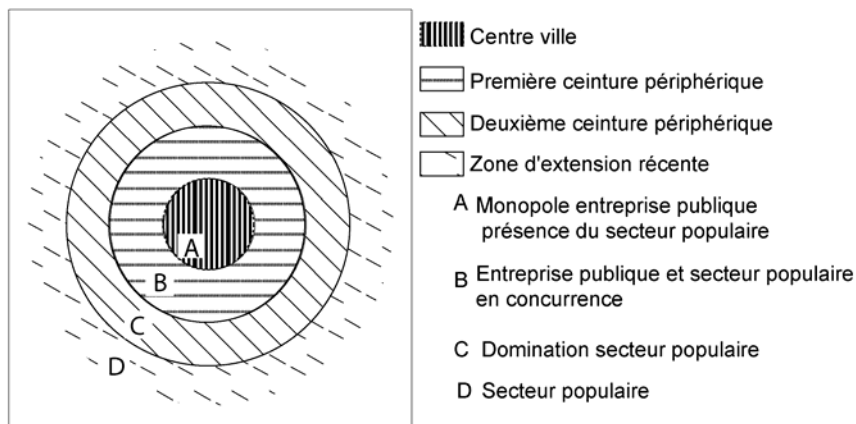 Centre ville
Première ceinture périphérique
Deuxième ceinture périphérique
Zone d'extension récente
A Monopole entreprise publique
présence du secteur populaire
B Entreprise publique et secteur populaire
en concurrence
C Domination secteur populaire
D Secteur populaire
A
B
C
D